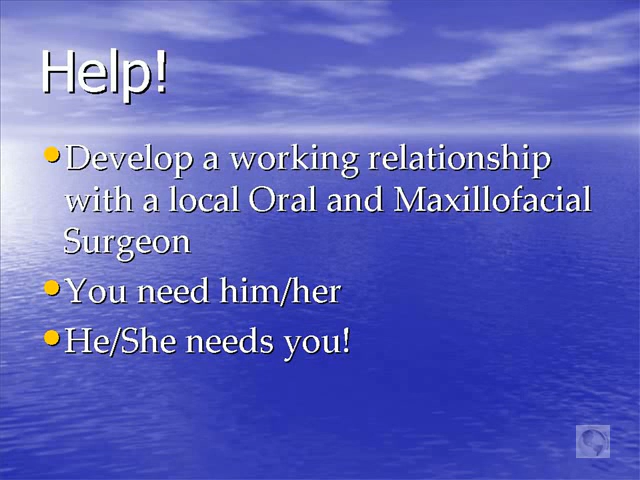 Help!
• Develop a working relationship
with a local Oral and Maxillofacial
Surgeon
• You need him/her
• He/She needs you!